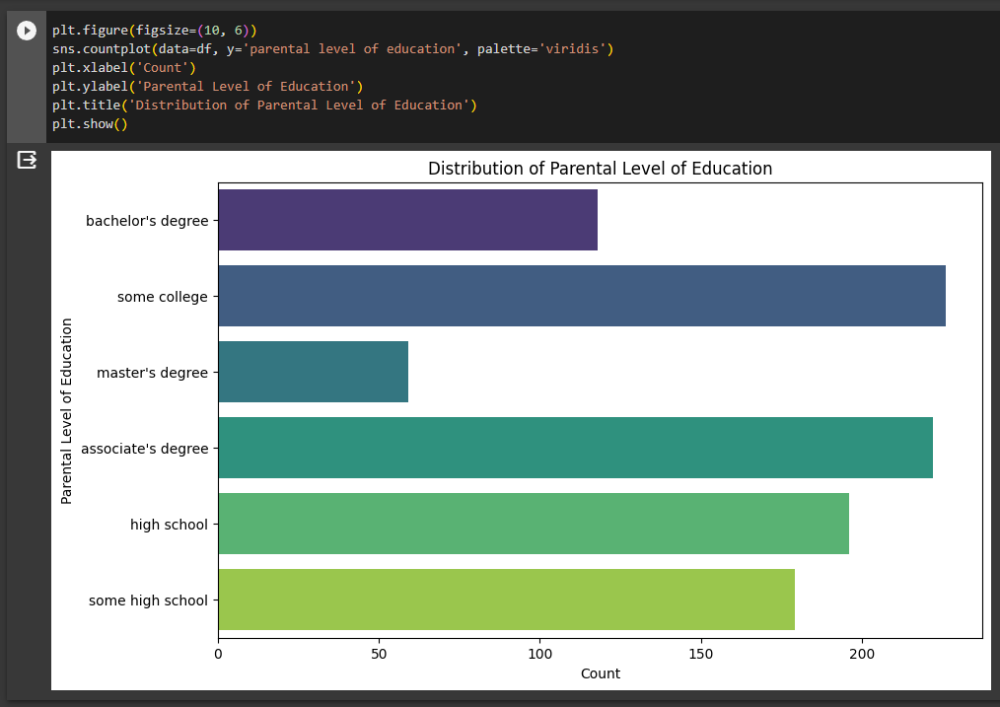 plt.figure(figsize=(10, 6))
sns.countplot(data=df, y='parental level of education', palette='viridis')
plt.xlabel('Count')
plt.ylabel('Parental Level of Education')
plt.title('Distribution of Parental Level of Education')
plt.show()
Distribution of Parental Level of Education
Parental Level of Education
bachelor's degree
some college
master's degree
associate's degree
high school
some high school
0 50 100 150 200
Count